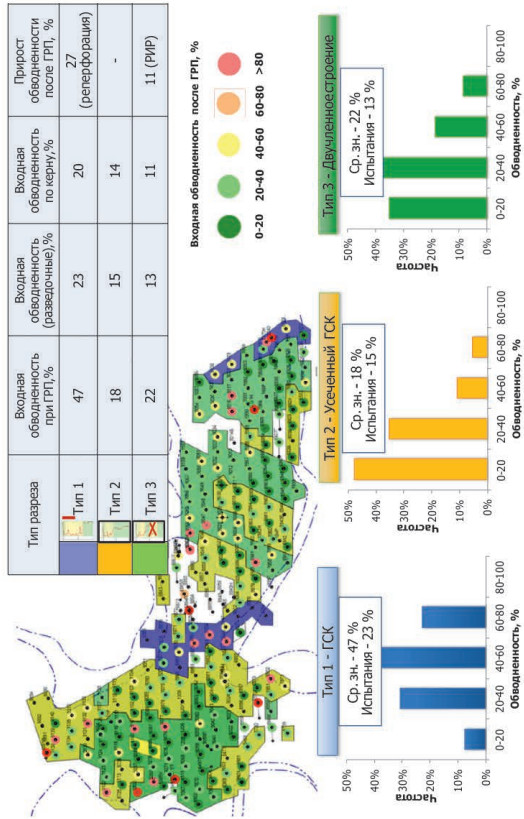 Тип разреза
Входная обводненность при ГРП,%
Входная обводненность (разведочные),%
Входная обводненность по керну,%
Прирост обводненности после ГРП, %
Тип 1
47
23
20
27 (реперфорация)
Тип 2
18
15
14
-
Тип 3
22
13
11
11 (РИР)
Входная обводненность после ГРП, %
0-20
20-40
40-60
60-80
>80
Тип 1 - ГСК
Ср. зн. - 47 %
Испытания - 23 %
Частота
50%
40%
30%
20%
10%
0%
0-20
20-40
40-60
60-80
80-100
Обводненность, %
Тип 2 - Усеченный ГСК
Ср. зн. - 18 %
Испытания - 15 %
Частота
50%
40%
30%
20%
10%
0%
0-20
20-40
40-60
60-80
80-100
Обводненность, %
Тип 3 - Двучленноестроение
Ср. зн. - 22 %
Испытания - 13 %
Частота
50%
40%
30%
20%
10%
0%
0-20
20-40
40-60
60-80
80-100
Обводненность, %